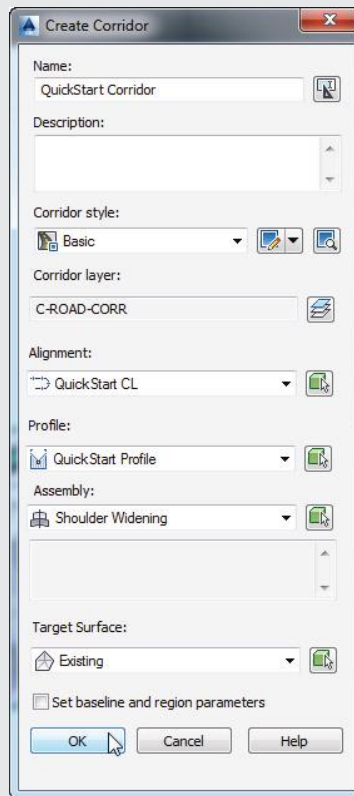 Create Corridor
Name:
QuickStart Corridor
Description:
Corridor style:
Basic
Corridor layer:
C-ROAD-CORR
Alignment:
QuickStart CL
Profile:
QuickStart Profile
Assembly:
Shoulder Widening
Target Surface:
Existing
Set baseline and region parameters
OK Cancel Help